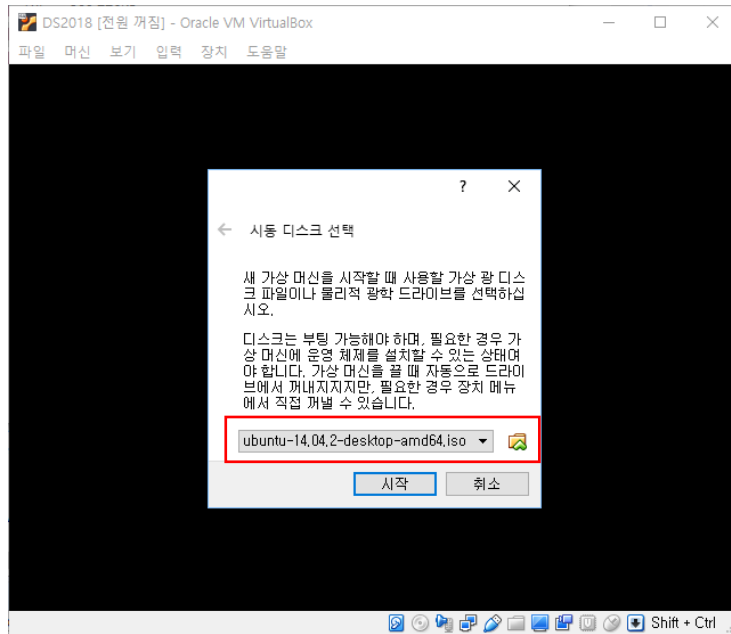 DS2018 [전원 꺼짐] - Oracle VM VirtualBox
파일 머신 보기 입력 장치 도움말
?
시동 디스크 선택
새 가상 머신을 시작할 때 사용할 가상 광 디스
크 파일이나 물리적 광학 드라이브를 선택하십
시오.
디스크는 부팅 가능해야 하며, 필요한 경우 가
상 머신에 운영 체제를 설치할 수 있는 상태여
야 합니다. 가상 머신을 끌 때 자동으로 드라이
브에서 꺼내지지지만, 필요한 경우 장치 메뉴
에서 직접 꺼낼 수 있습니다.
ubuntu-14.04.2-desktop-amd64.iso
시작 취소
Shift + Ctrl